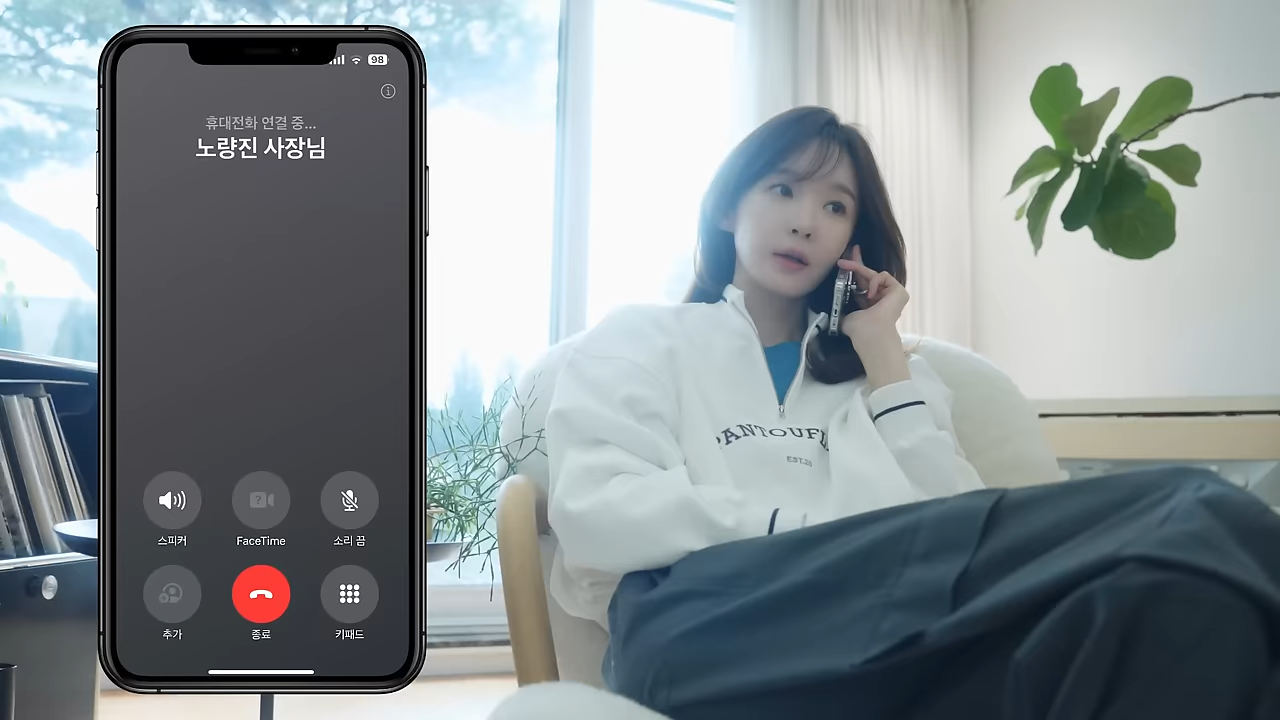 98
휴대전화 연결 중...
노량진 사장님
스피커
FaceTime
소리 끔
추가
종료
키패드
EST.